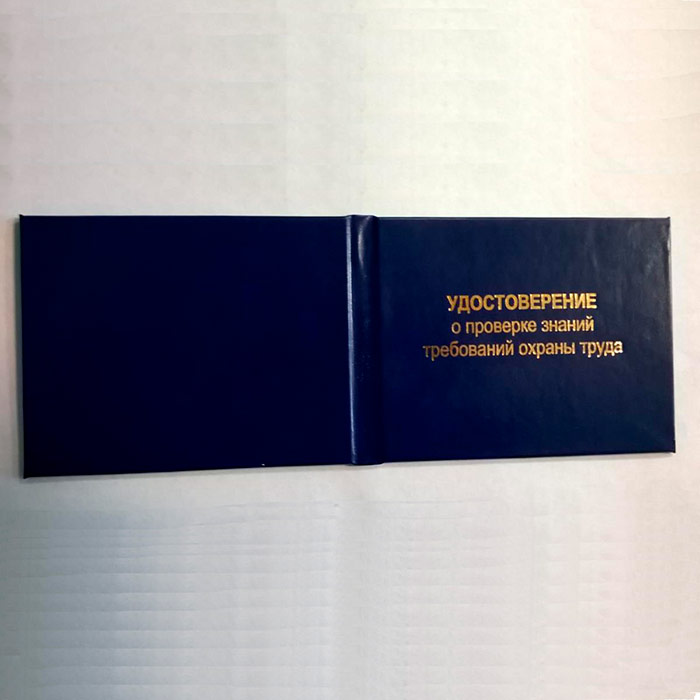 УДОСТОВЕРЕНИЕ
о проверке знаний
требований охраны труда